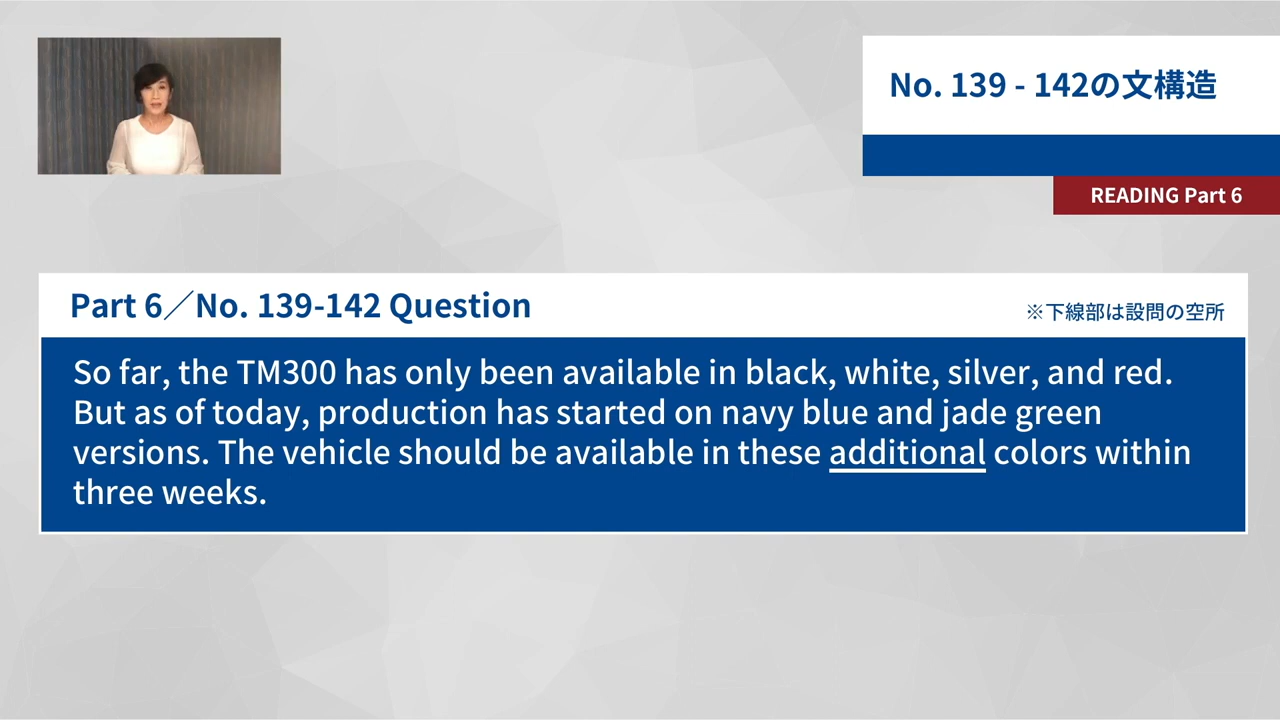 No. 139 - 142の文構造
READING Part 6
Part 6／No. 139-142 Question
※下線部は設問の空所
So far, the TM300 has only been available in black, white, silver, and red.
But as of today, production has started on navy blue and jade green
versions. The vehicle should be available in these additional colors within
three weeks.